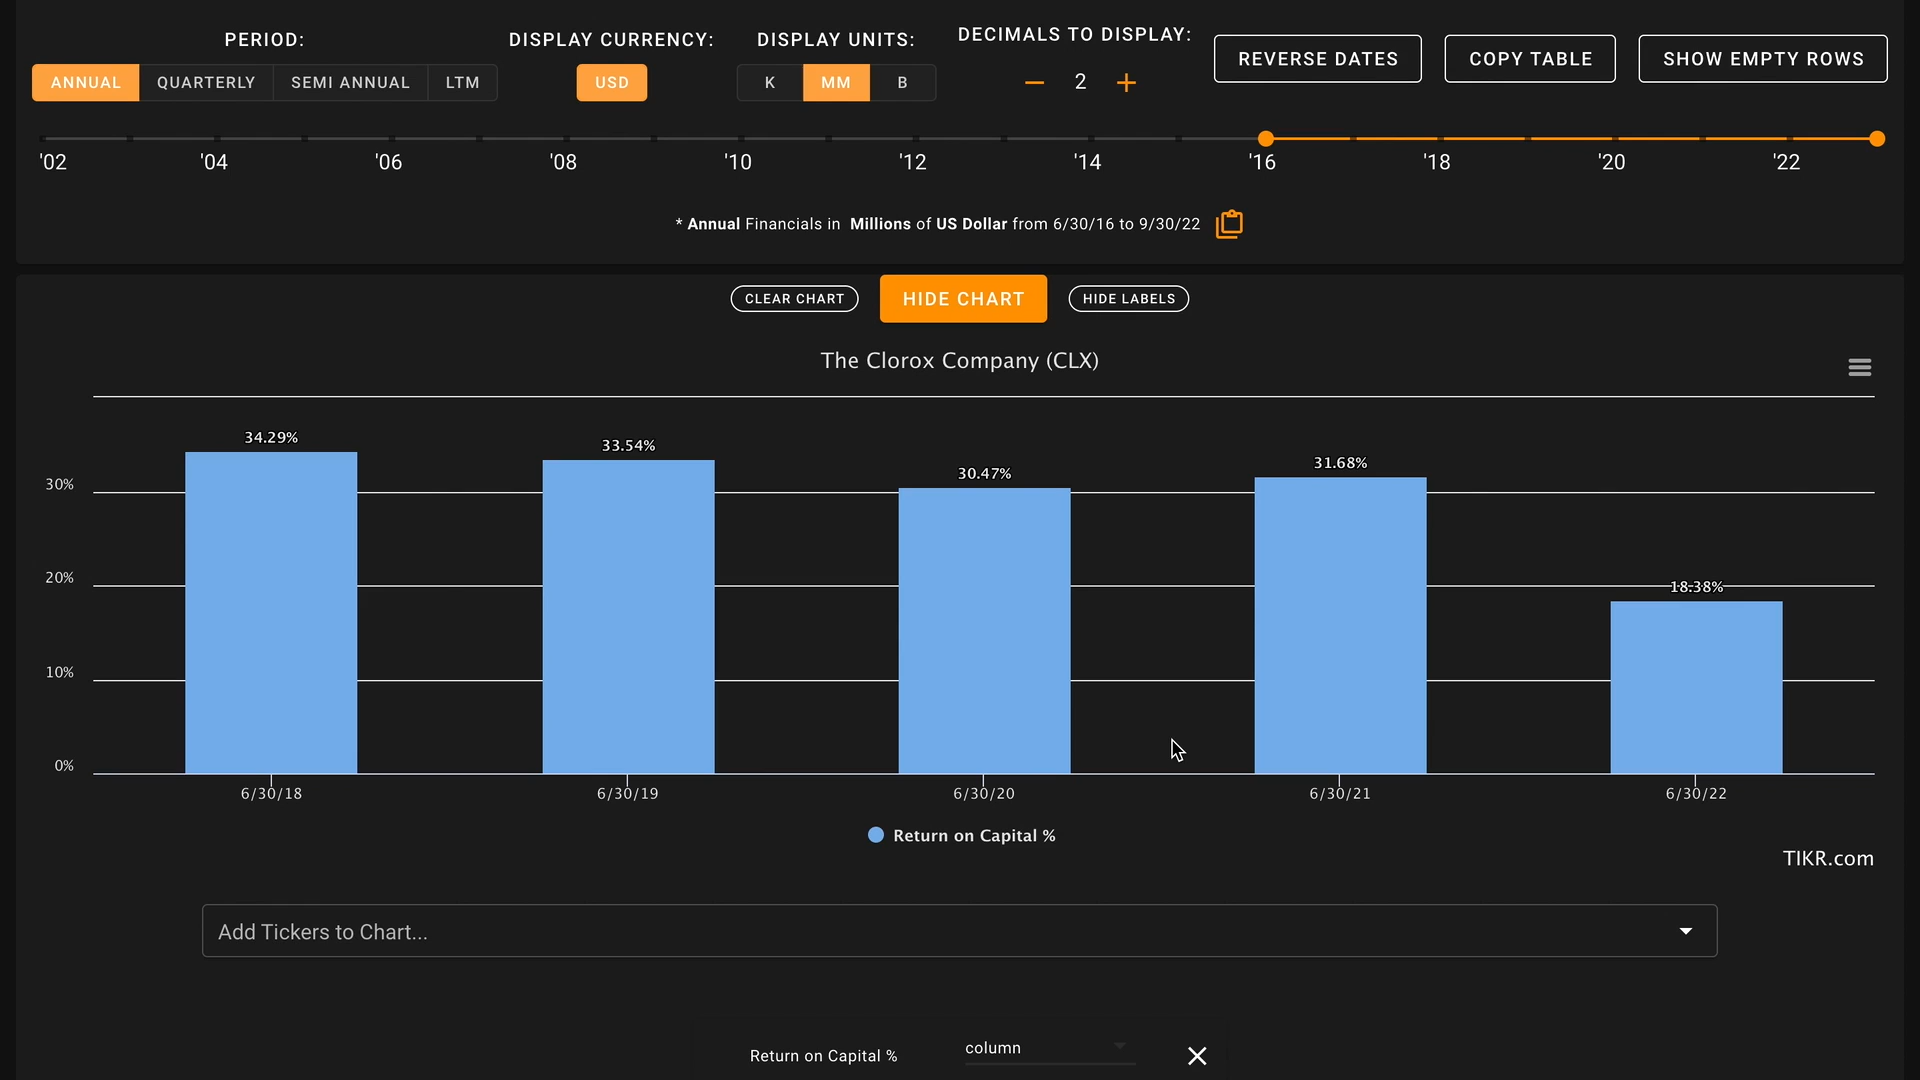 PERIOD:
DISPLAY CURRENCY:
DISPLAY UNITS:
DECIMALS TO DISPLAY:
ANNUAL QUARTERLY SEMI ANNUAL LTM
USD
K MM B
2
REVERSE DATES
COPY TABLE
SHOW EMPTY ROWS
'02 '04 '06 '08 '10 '12 '14 '16 '18 '20 '22
* Annual Financials in Millions of US Dollar from 6/30/16 to 9/30/22
CLEAR CHART
HIDE CHART
HIDE LABELS
The Clorox Company (CLX)
34.29%
33.54%
30.47%
31.68%
18.38%
30%
20%
10%
0%
6/30/18 6/30/19 6/30/20 6/30/21 6/30/22
Return on Capital %
TIKR.com
Add Tickers to Chart...
Return on Capital % column